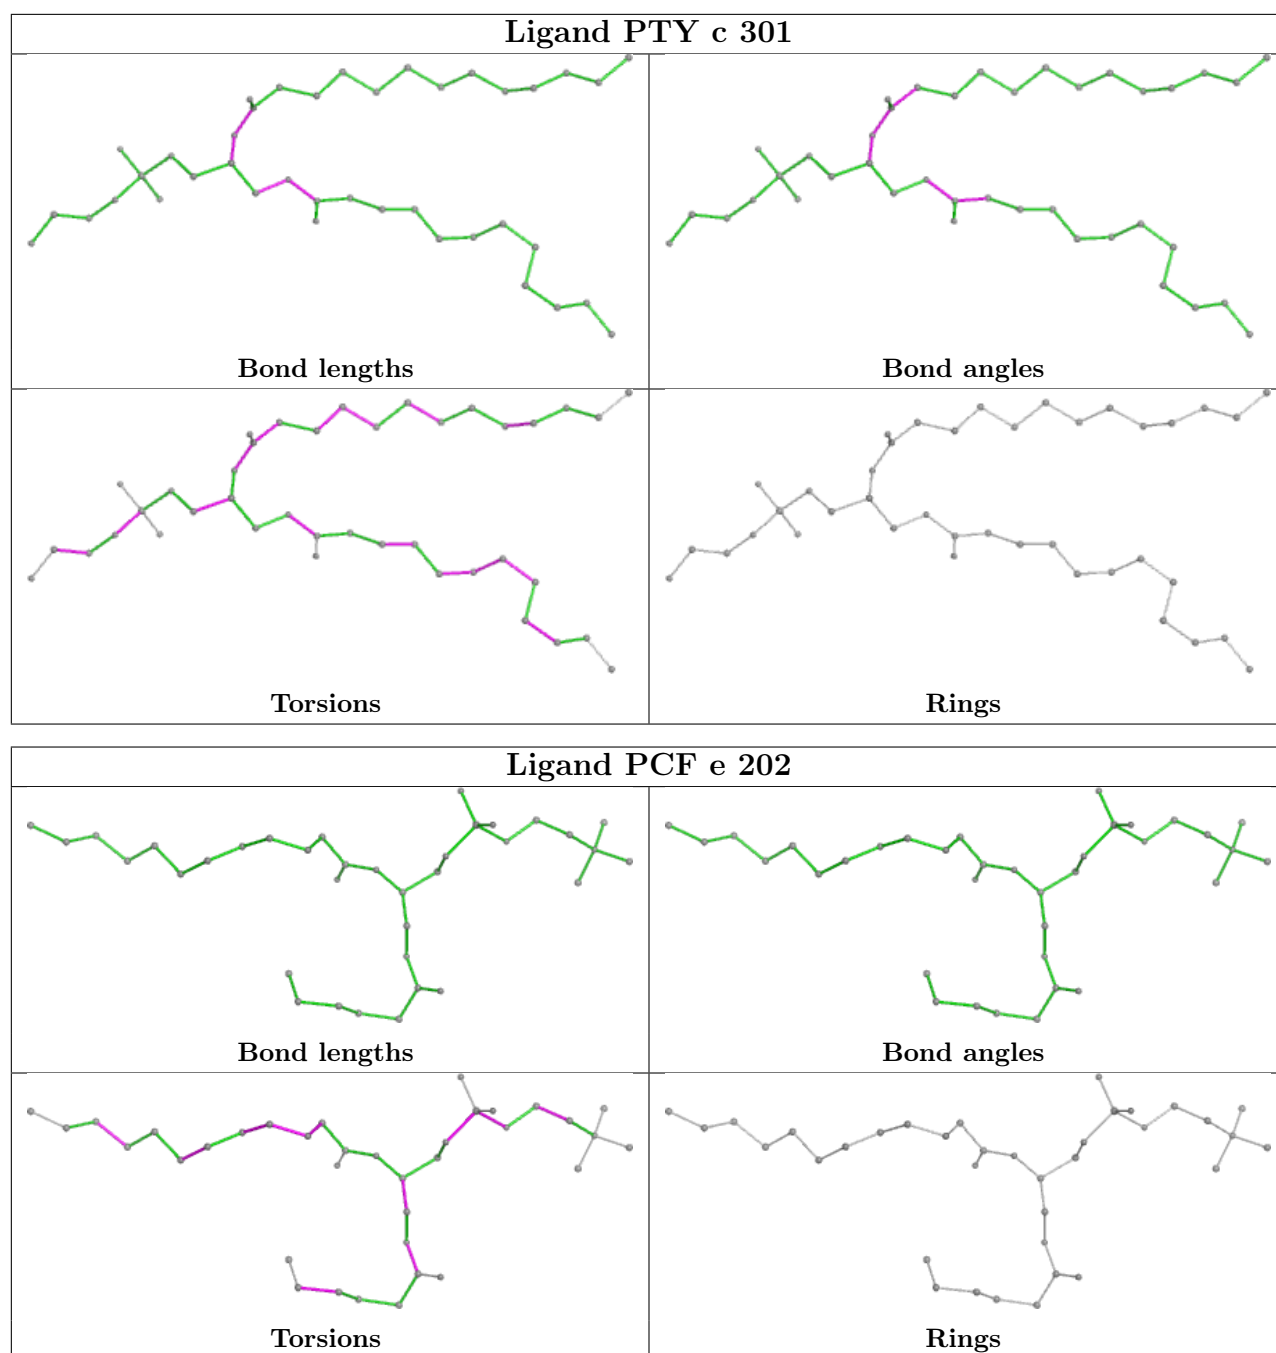 Ligand PTY c 301
Bond lengths
Bond angles
Torsions
Rings
Ligand PCF e 202
Bond lengths
Bond angles
Torsions
Rings